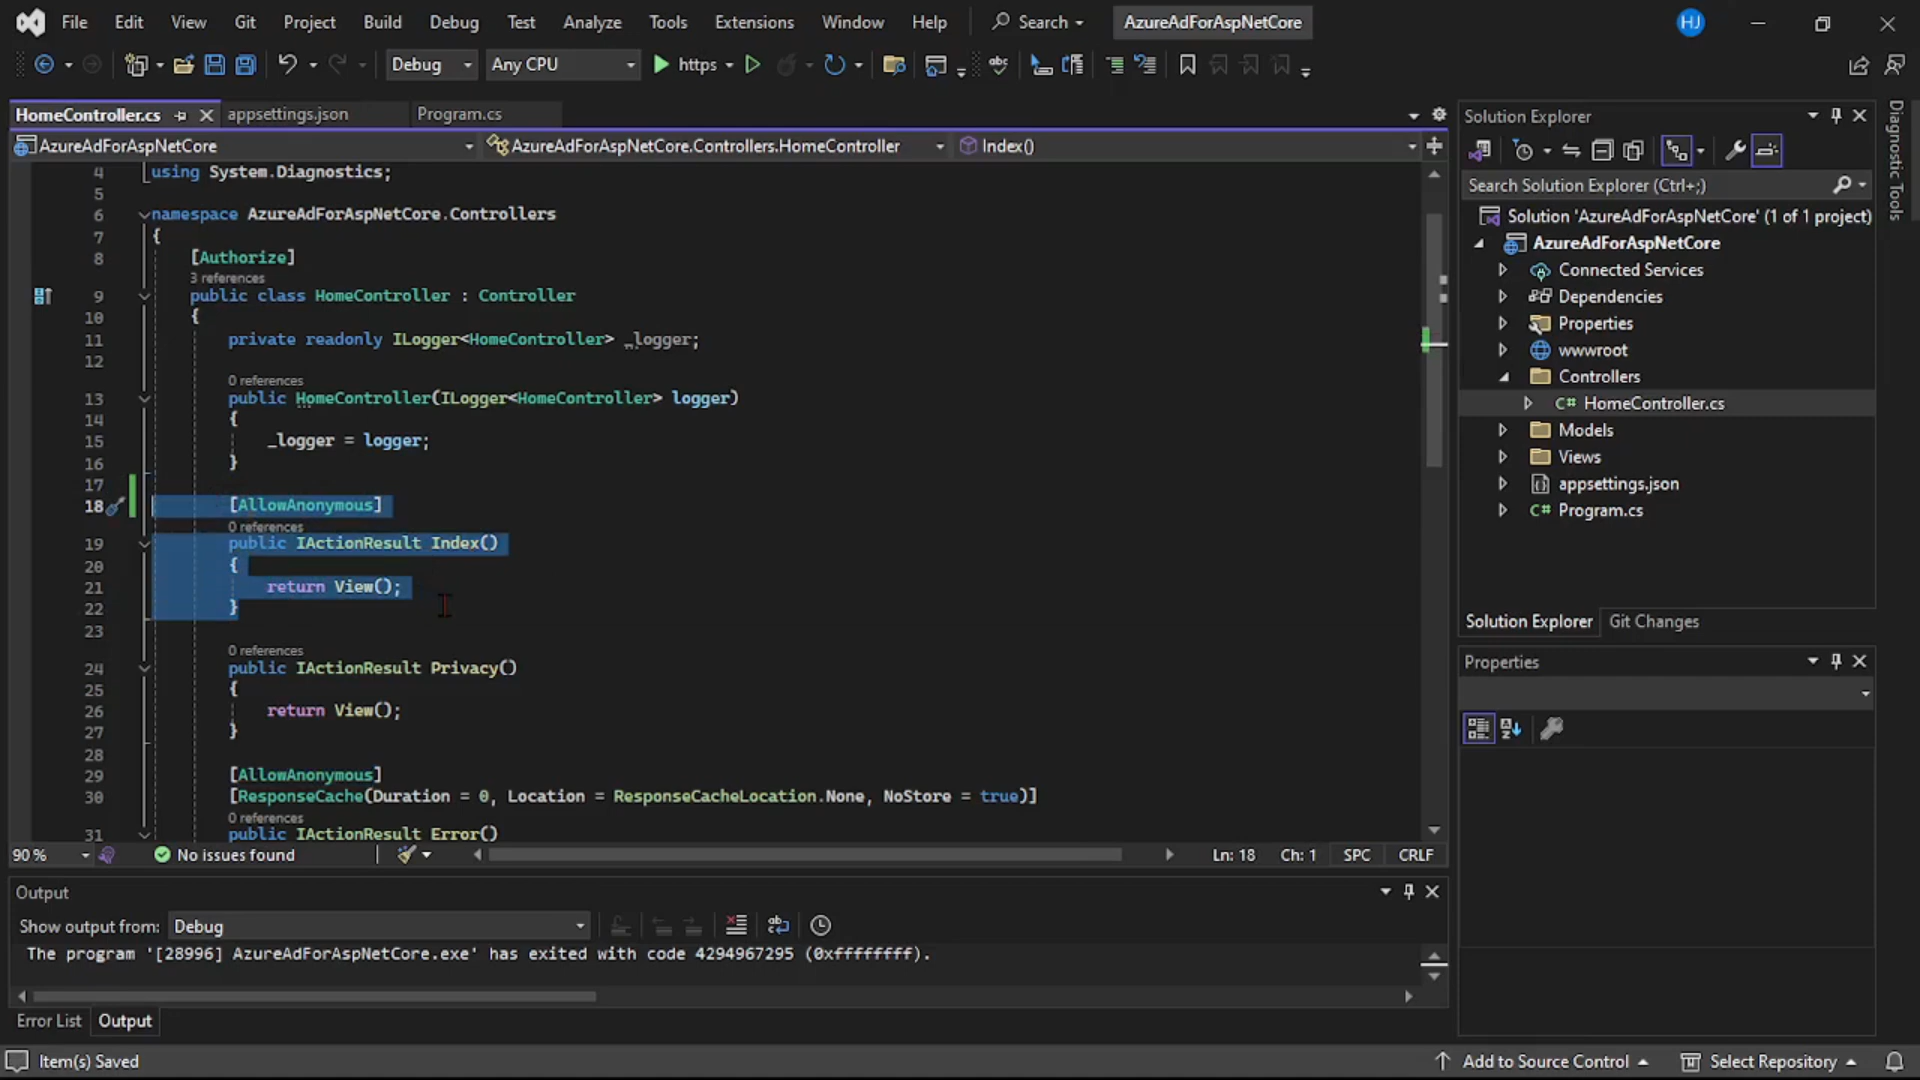 File Edit View Git Project Build Debug Test Analyze Tools Extensions Window Help Search AzureAdForAspNetCore HJ
Debug Any CPU https
HomeController.cs appsettings.json Program.cs
AzureAdForAspNetCore AzureAdForAspNetCore.Controllers.HomeController Index()
4 using System.Diagnostics;
5
6 namespace AzureAdForAspNetCore.Controllers
7 {
8 [Authorize]
3 references
9 public class HomeController : Controller
10 {
11 private readonly ILogger<HomeController> _logger;
12
0 references
13 public HomeController(ILogger<HomeController> logger)
14 {
15 _logger = logger;
16 }
17
18 [AllowAnonymous]
0 references
19 public IActionResult Index()
20 {
21 return View();
22 }
23
0 references
24 public IActionResult Privacy()
25 {
26 return View();
27 }
28
29 [AllowAnonymous]
30 [ResponseCache(Duration = 0, Location = ResponseCacheLocation.None, NoStore = true)]
0 references
31 public IActionResult Error()
90 % No issues found Ln: 18 Ch: 1 SPC CRLF
Output
Show output from: Debug
The program '[28996] AzureAdForAspNetCore.exe' has exited with code 4294967295 (0xffffffff).
Error List Output
Item(s) Saved Add to Source Control Select Repository
Solution Explorer
Search Solution Explorer (Ctrl+;)
Solution 'AzureAdForAspNetCore' (1 of 1 project)
AzureAdForAspNetCore
Connected Services
Dependencies
Properties
wwwroot
Controllers
C# HomeController.cs
Models
Views
appsettings.json
C# Program.cs
Solution Explorer Git Changes
Properties
Diagnostic Tools